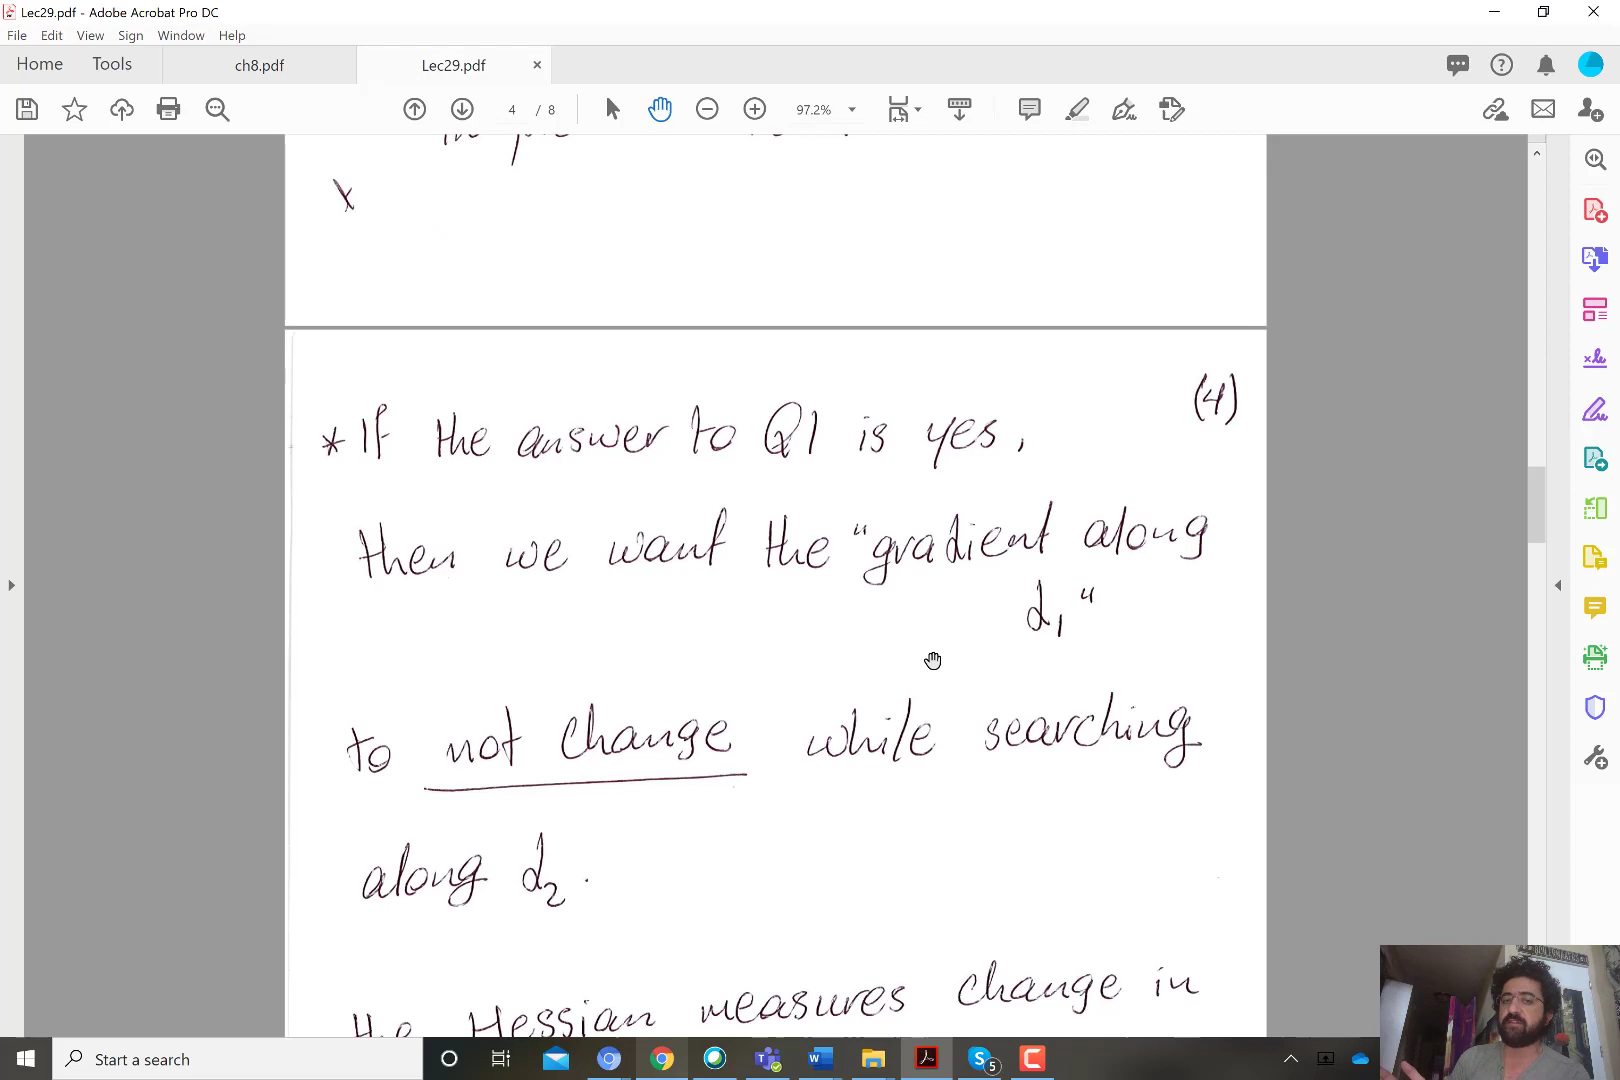 Lec29.pdf - Adobe Acrobat Pro DC
File Edit View Sign Window Help
Home Tools ch8.pdf Lec29.pdf ×
4 / 8 97.2%
(4)
* If the answer to Q1 is yes,
then we want the "gradient along
d₁"
to not change while searching
along d₂.
the Hessian measures change in
Start a search
5